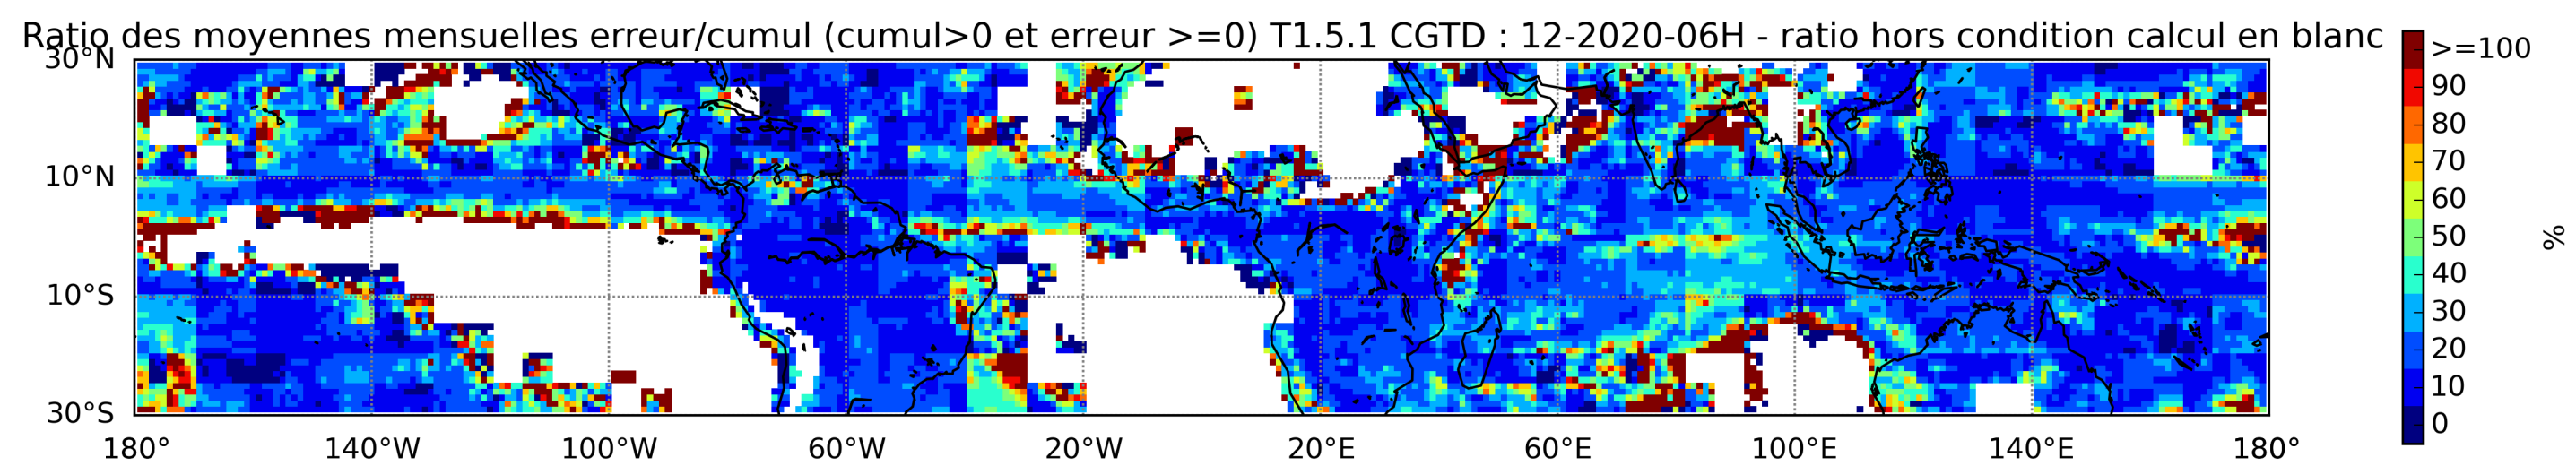 Ratio des moyennes mensuelles erreur/cumul (cumul>0 et erreur >=0) T1.5.1 CGTD : 12-2020-06H - ratio hors condition calcul en blanc
30°N
10°N
10°S
30°S
180°
140°W
100°W
60°W
20°W
20°E
60°E
100°E
140°E
180°
>=100
90
80
70
60
50
40
30
20
10
0
%